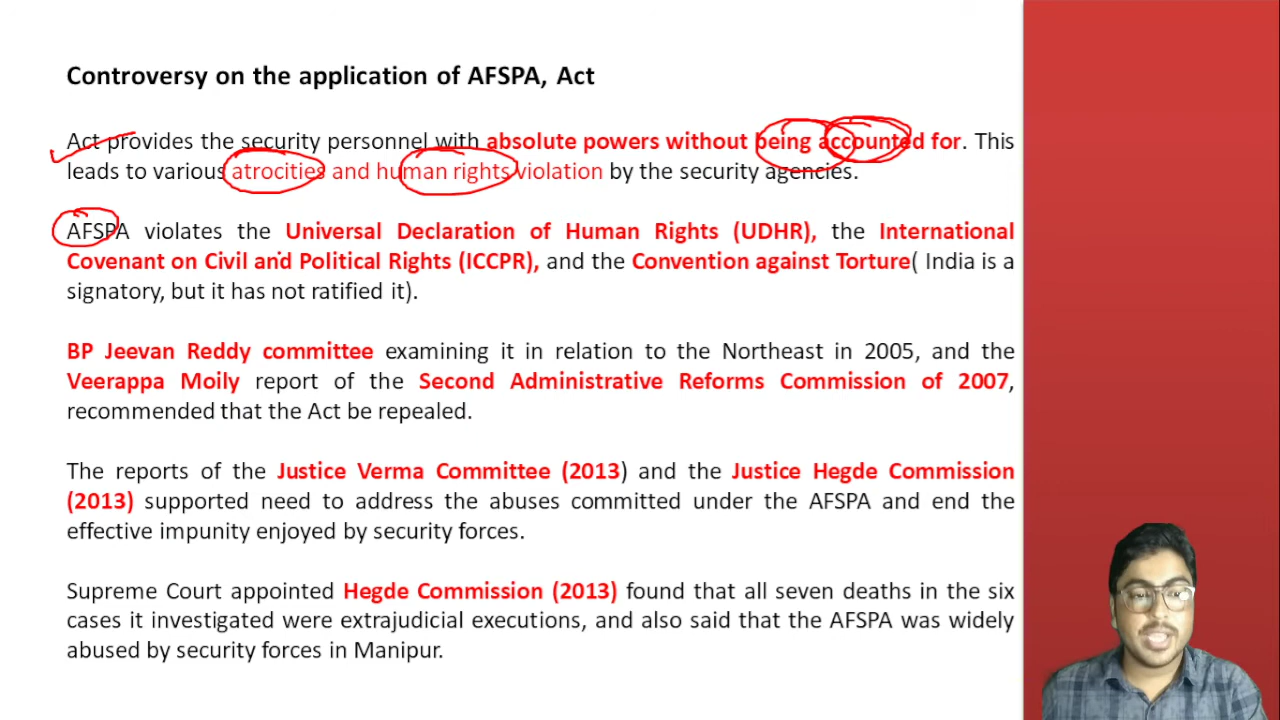 Controversy on the application of AFSPA, Act
Act provides the security personnel with absolute powers without being accounted for. This
leads to various atrocities and human rights violation by the security agencies.
AFSPA violates the Universal Declaration of Human Rights (UDHR), the International
Covenant on Civil and Political Rights (ICCPR), and the Convention against Torture( India is a
signatory, but it has not ratified it).
BP Jeevan Reddy committee examining it in relation to the Northeast in 2005, and the
Veerappa Moily report of the Second Administrative Reforms Commission of 2007,
recommended that the Act be repealed.
The reports of the Justice Verma Committee (2013) and the Justice Hegde Commission
(2013) supported need to address the abuses committed under the AFSPA and end the
effective impunity enjoyed by security forces.
Supreme Court appointed Hegde Commission (2013) found that all seven deaths in the six
cases it investigated were extrajudicial executions, and also said that the AFSPA was widely
abused by security forces in Manipur.